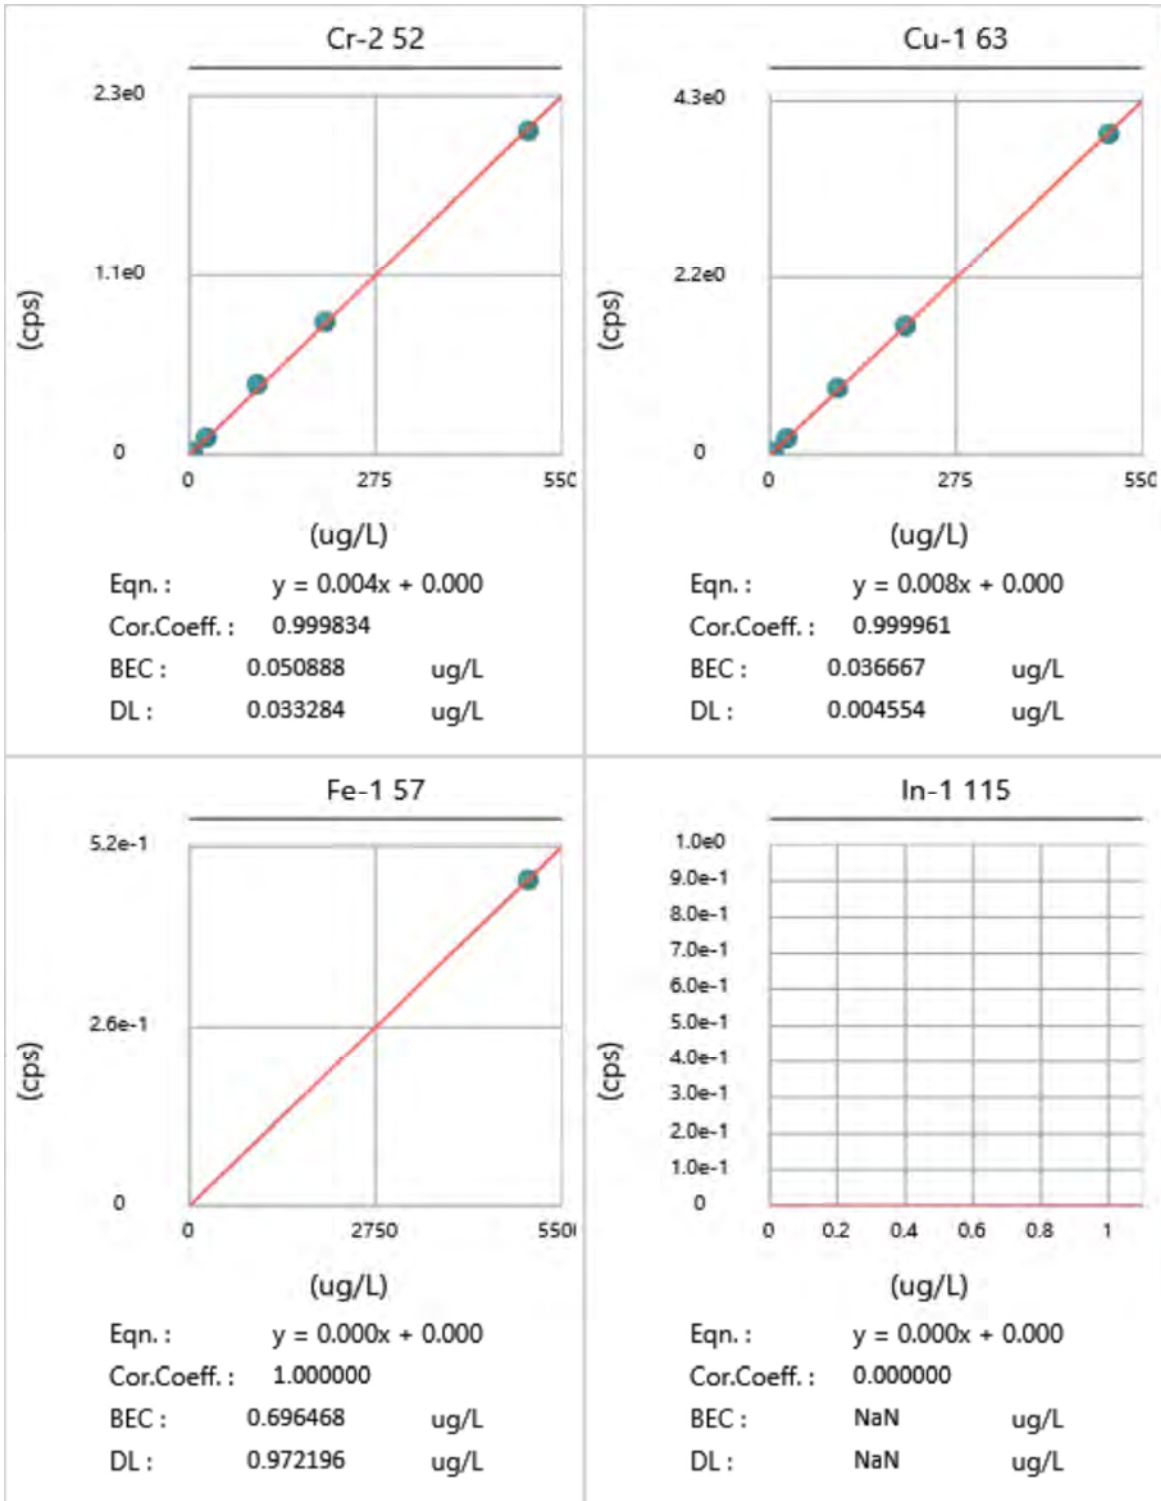 Cr-2 52
2.3e0
1.1e0
0
0 275 550
(cps)
(ug/L)
Eqn. : y = 0.004x + 0.000
Cor.Coeff. : 0.999834
BEC : 0.050888 ug/L
DL : 0.033284 ug/L
Cu-1 63
4.3e0
2.2e0
0
0 275 550
(cps)
(ug/L)
Eqn. : y = 0.008x + 0.000
Cor.Coeff. : 0.999961
BEC : 0.036667 ug/L
DL : 0.004554 ug/L
Fe-1 57
5.2e-1
2.6e-1
0
0 2750 5500
(cps)
(ug/L)
Eqn. : y = 0.000x + 0.000
Cor.Coeff. : 1.000000
BEC : 0.696468 ug/L
DL : 0.972196 ug/L
In-1 115
1.0e0
9.0e-1
8.0e-1
7.0e-1
6.0e-1
5.0e-1
4.0e-1
3.0e-1
2.0e-1
1.0e-1
0
0 0.2 0.4 0.6 0.8 1
(cps)
(ug/L)
Eqn. : y = 0.000x + 0.000
Cor.Coeff. : 0.000000
BEC : NaN ug/L
DL : NaN ug/L